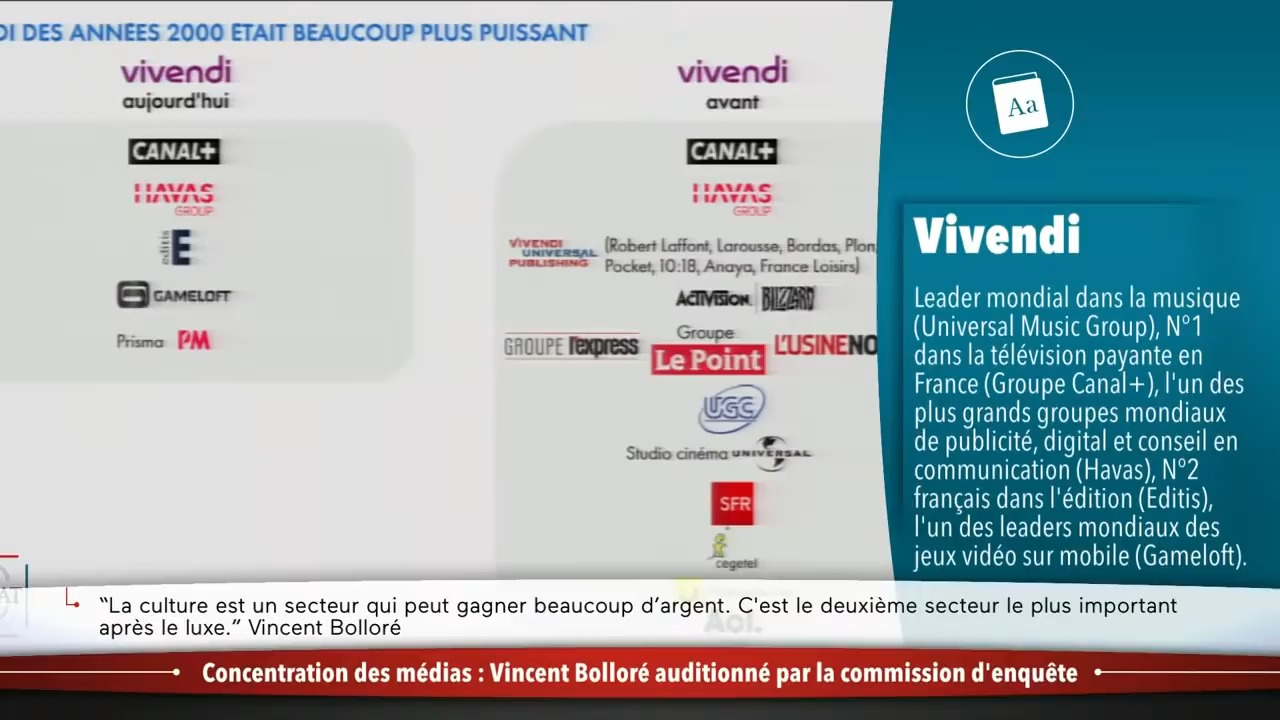 DI DES ANNÉES 2000 ÉTAIT BEAUCOUP PLUS PUISSANT
vivendi
aujourd'hui
CANAL+
HAVAS
GROUP
editis E
GAMELOFT
Prisma PM
vivendi
avant
CANAL+
HAVAS
GROUP
VIVENDI
UNIVERSAL
PUBLISHING
(Robert Laffont, Larousse, Bordas, Plon,
Pocket, 10:18, Anaya, France Loisirs)
ACTIVISION BLIZZARD
GROUPE l'express
Groupe
Le Point
L'USINE NO
UGC
Studio cinéma UNIVERSAL
SFR
cegetel
Aol.
Aa
Vivendi
Leader mondial dans la musique
(Universal Music Group), N°1
dans la télévision payante en
France (Groupe Canal+), l'un des
plus grands groupes mondiaux
de publicité, digital et conseil en
communication (Havas), N°2
français dans l'édition (Editis),
l'un des leaders mondiaux des
jeux vidéo sur mobile (Gameloft).
“La culture est un secteur qui peut gagner beaucoup d’argent. C'est le deuxième secteur le plus important
après le luxe.” Vincent Bolloré
Concentration des médias : Vincent Bolloré auditionné par la commission d'enquête